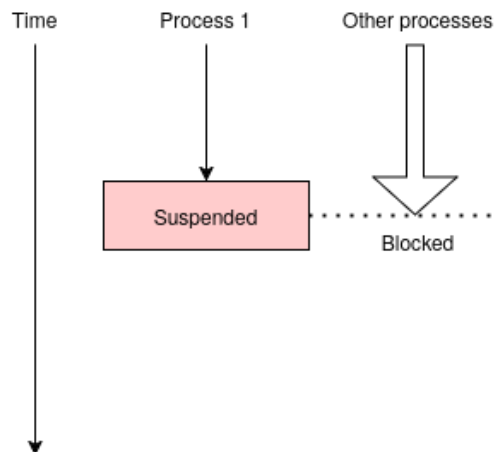 Time
Process 1
Other processes
Suspended
Blocked